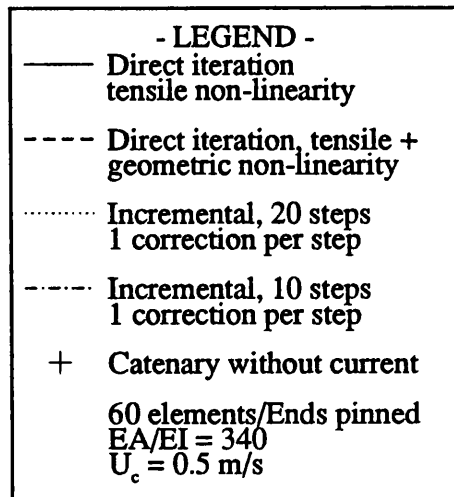 - LEGEND -
Direct iteration
tensile non-linearity
Direct iteration, tensile +
geometric non-linearity
Incremental, 20 steps
1 correction per step
Incremental, 10 steps
1 correction per step
+ Catenary without current
60 elements/Ends pinned
EA/EI = 340
U_c = 0.5 m/s